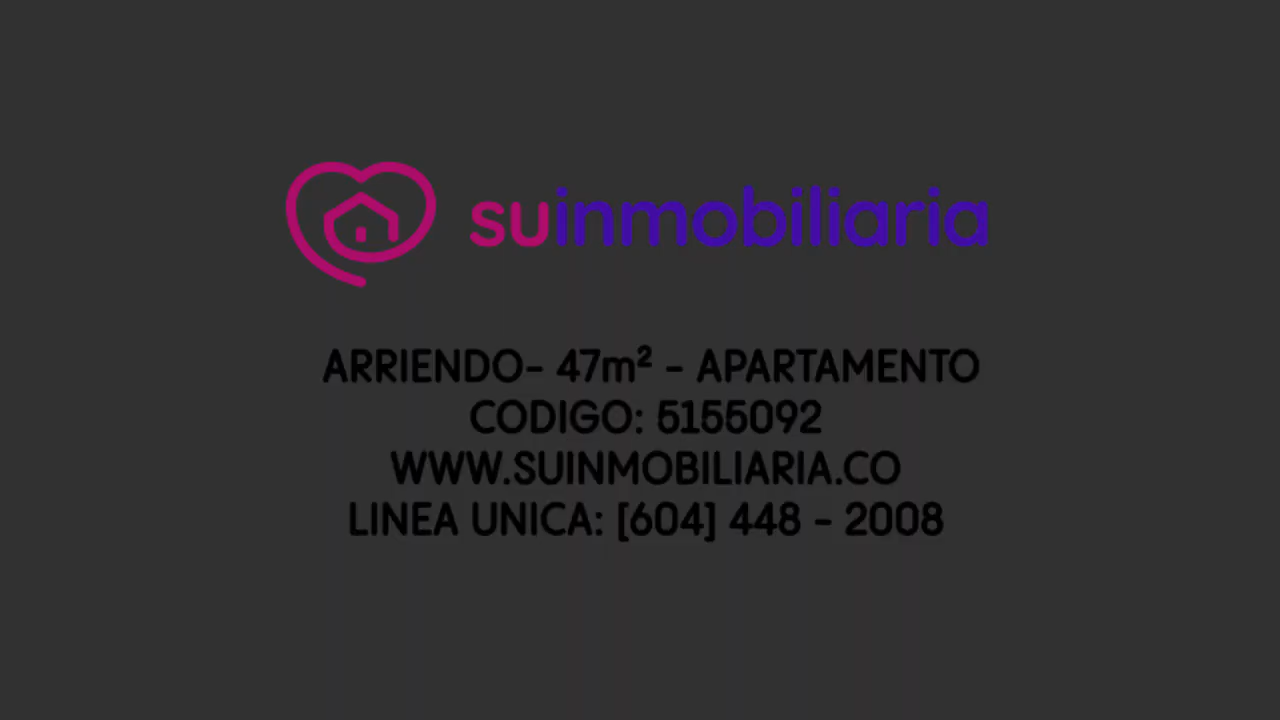 suinmobiliaria
ARRIENDO- 47m² - APARTAMENTO
CODIGO: 5155092
WWW.SUINMOBILIARIA.CO
LINEA UNICA: [604] 448 - 2008